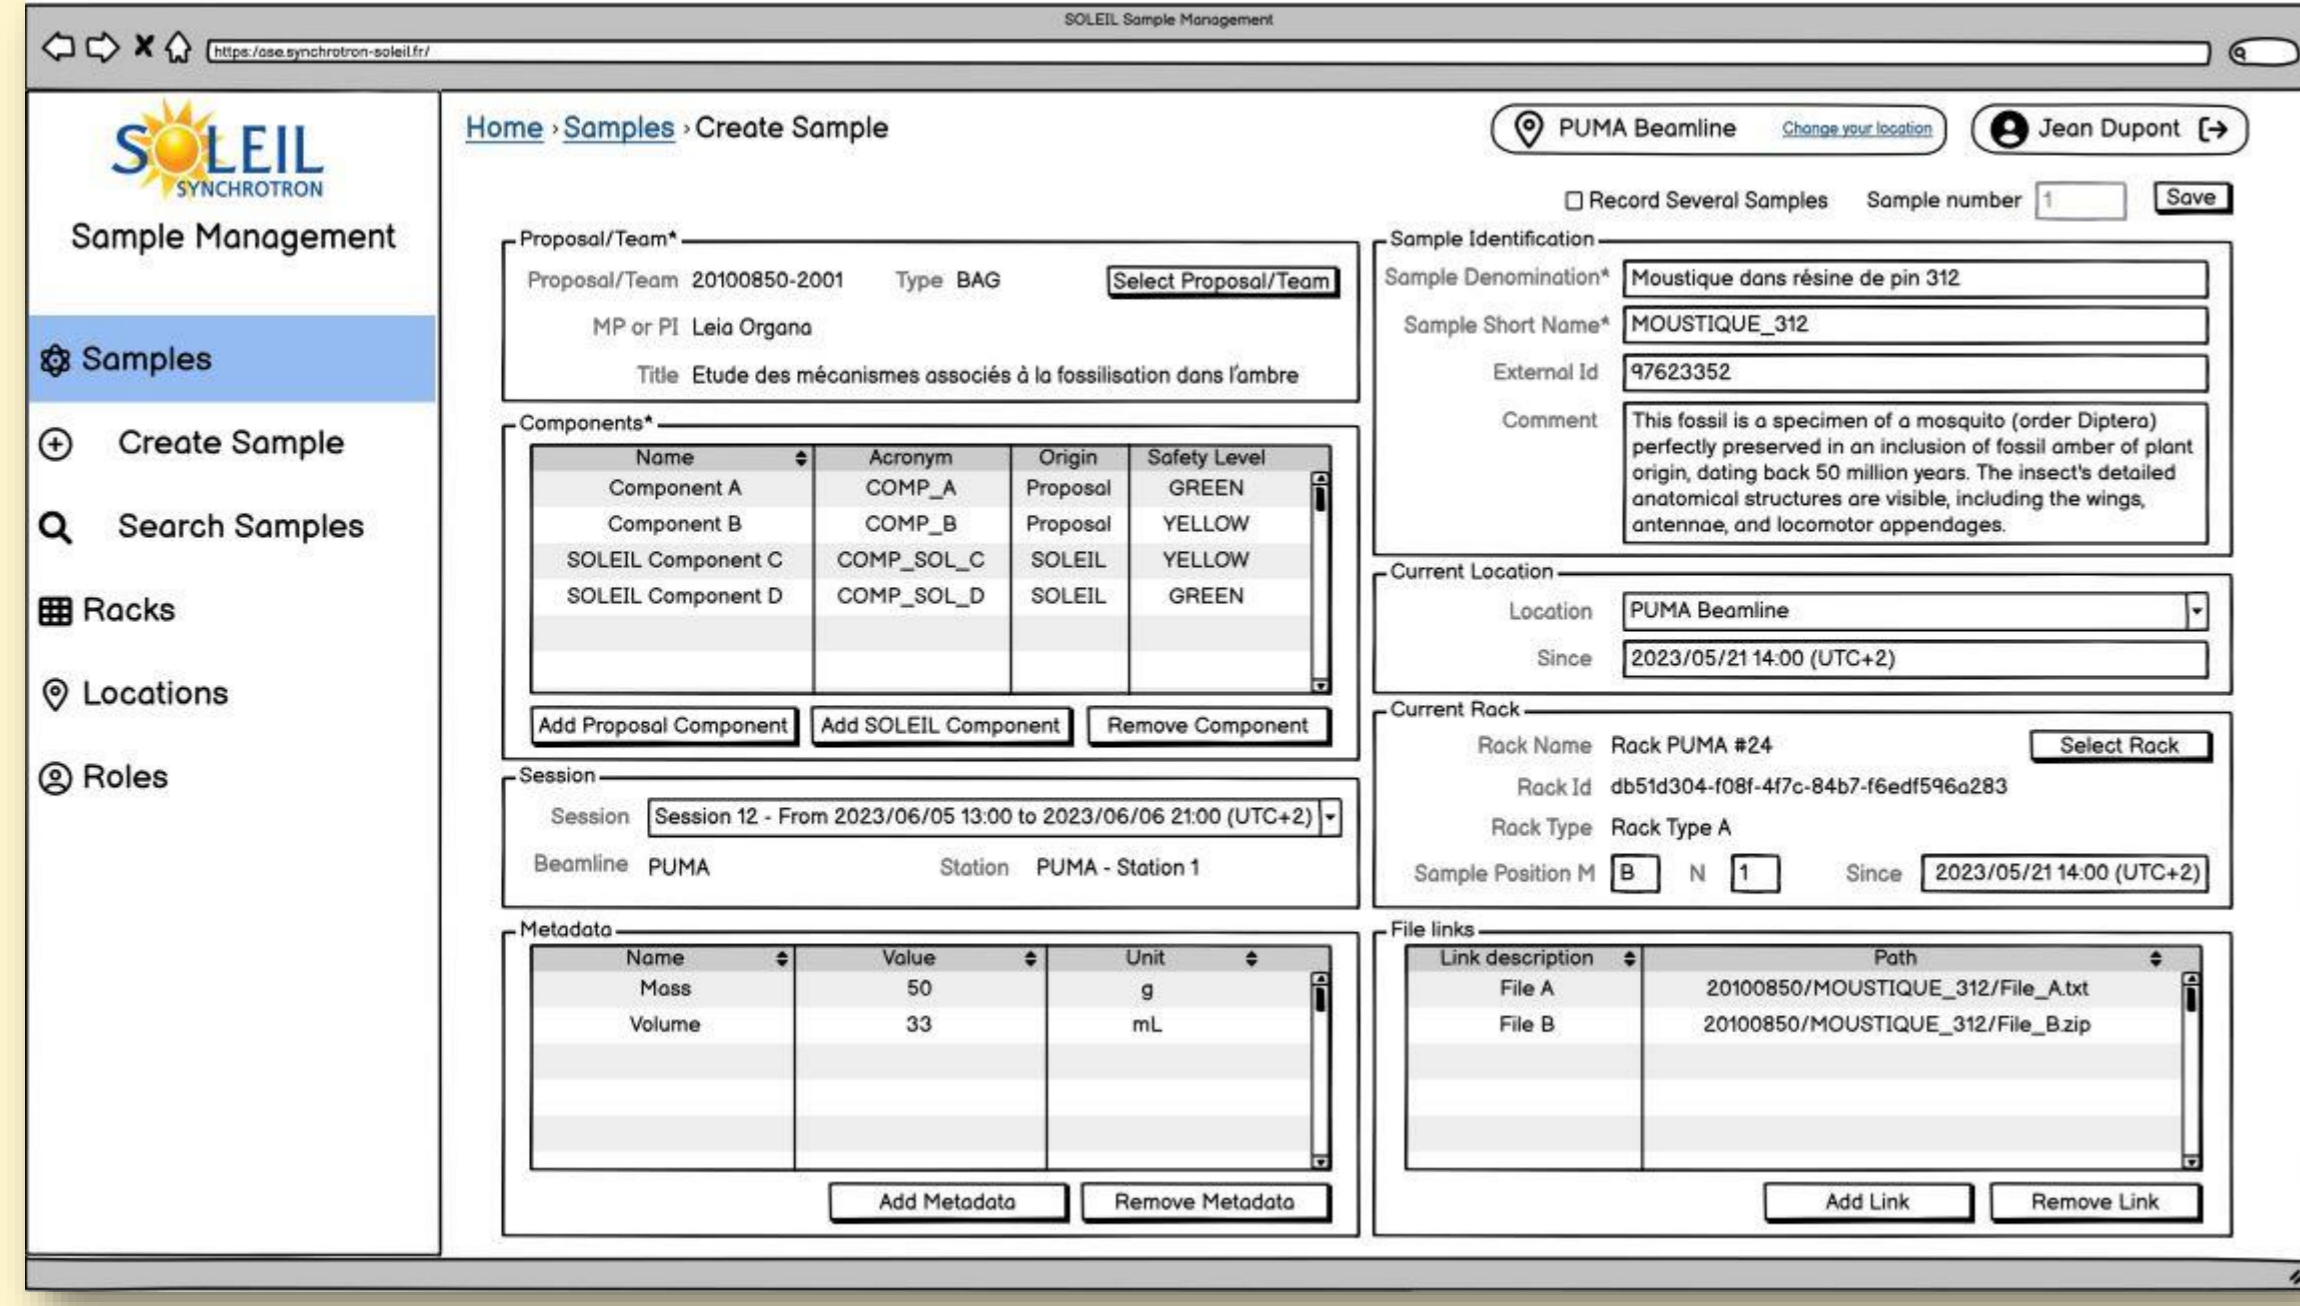 SOLEIL Sample Management
https:/ase.synchrotron-soleil.fr/
SOLEIL
SYNCHROTRON
Sample Management
Samples
Create Sample
Search Samples
Racks
Locations
Roles
Home › Samples › Create Sample
PUMA Beamline Change your location
Jean Dupont
Record Several Samples Sample number 1 Save
Proposal/Team*
Proposal/Team 20100850-2001 Type BAG Select Proposal/Team
MP or PI Leia Organa
Title Etude des mécanismes associés à la fossilisation dans l'ambre
Components*
Name Acronym Origin Safety Level
Component A COMP_A Proposal GREEN
Component B COMP_B Proposal YELLOW
SOLEIL Component C COMP_SOL_C SOLEIL YELLOW
SOLEIL Component D COMP_SOL_D SOLEIL GREEN
Add Proposal Component Add SOLEIL Component Remove Component
Session
Session Session 12 - From 2023/06/05 13:00 to 2023/06/06 21:00 (UTC+2)
Beamline PUMA Station PUMA - Station 1
Metadata
Name Value Unit
Mass 50 g
Volume 33 mL
Add Metadata Remove Metadata
Sample Identification
Sample Denomination* Moustique dans résine de pin 312
Sample Short Name* MOUSTIQUE_312
External Id 97623352
Comment This fossil is a specimen of a mosquito (order Diptera)
perfectly preserved in an inclusion of fossil amber of plant
origin, dating back 50 million years. The insect's detailed
anatomical structures are visible, including the wings,
antennae, and locomotor appendages.
Current Location
Location PUMA Beamline
Since 2023/05/21 14:00 (UTC+2)
Current Rack
Rack Name Rack PUMA #24 Select Rack
Rack Id db51d304-f08f-4f7c-84b7-f6edf596a283
Rack Type Rack Type A
Sample Position M B N 1 Since 2023/05/21 14:00 (UTC+2)
File links
Link description Path
File A 20100850/MOUSTIQUE_312/File_A.txt
File B 20100850/MOUSTIQUE_312/File_B.zip
Add Link Remove Link